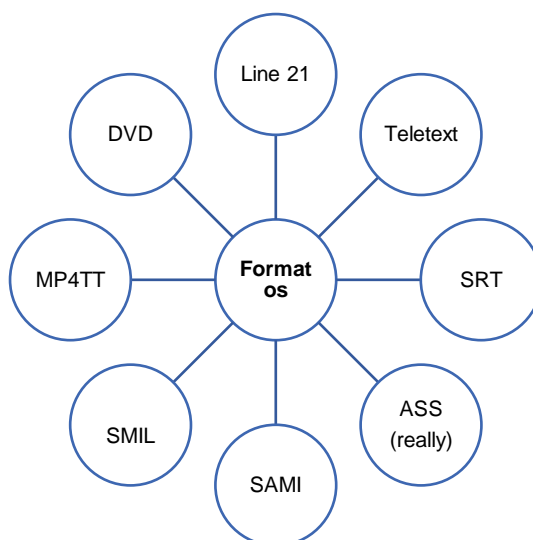 Line 21
DVD
Teletext
MP4TT
Format
os
SRT
SMIL
ASS
(really)
SAMI